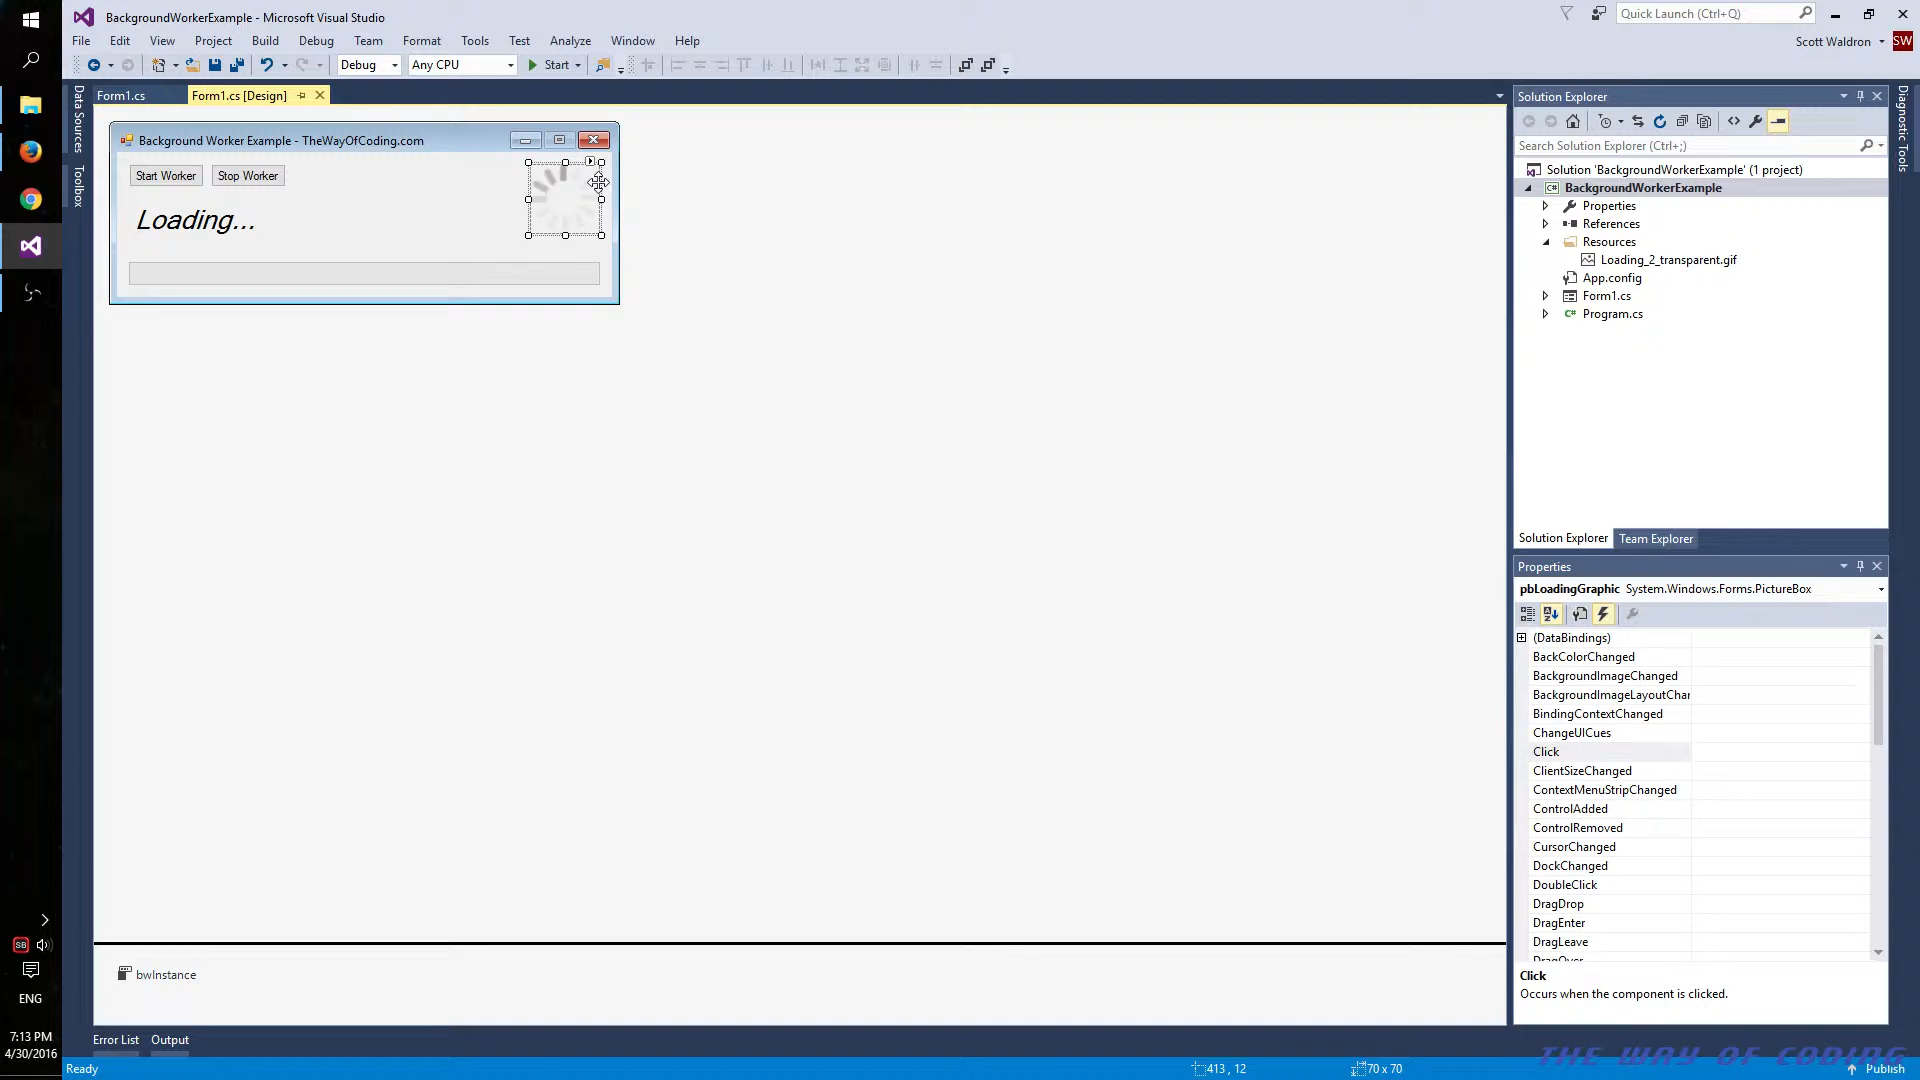 BackgroundWorkerExample - Microsoft Visual Studio
Quick Launch (Ctrl+Q)
File Edit View Project Build Debug Team Format Tools Test Analyze Window Help
Scott Waldron SW
Debug Any CPU Start
Data Sources
Toolbox
Form1.cs Form1.cs [Design]
Background Worker Example - TheWayOfCoding.com
Start Worker Stop Worker
Loading...
bwInstance
Solution Explorer
Search Solution Explorer (Ctrl+;)
Solution 'BackgroundWorkerExample' (1 project)
C# BackgroundWorkerExample
Properties
References
Resources
Loading_2_transparent.gif
App.config
Form1.cs
C# Program.cs
Solution Explorer Team Explorer
Diagnostic Tools
Properties
pbLoadingGraphic System.Windows.Forms.PictureBox
(DataBindings)
BackColorChanged
BackgroundImageChanged
BackgroundImageLayoutChar
BindingContextChanged
ChangeUICues
Click
ClientSizeChanged
ContextMenuStripChanged
ControlAdded
ControlRemoved
CursorChanged
DockChanged
DoubleClick
DragDrop
DragEnter
DragLeave
DragOver
Click
Occurs when the component is clicked.
Error List Output
SB
ENG
7:13 PM
4/30/2016
Ready 413 , 12 70 x 70 Publish
THE WAY OF CODING